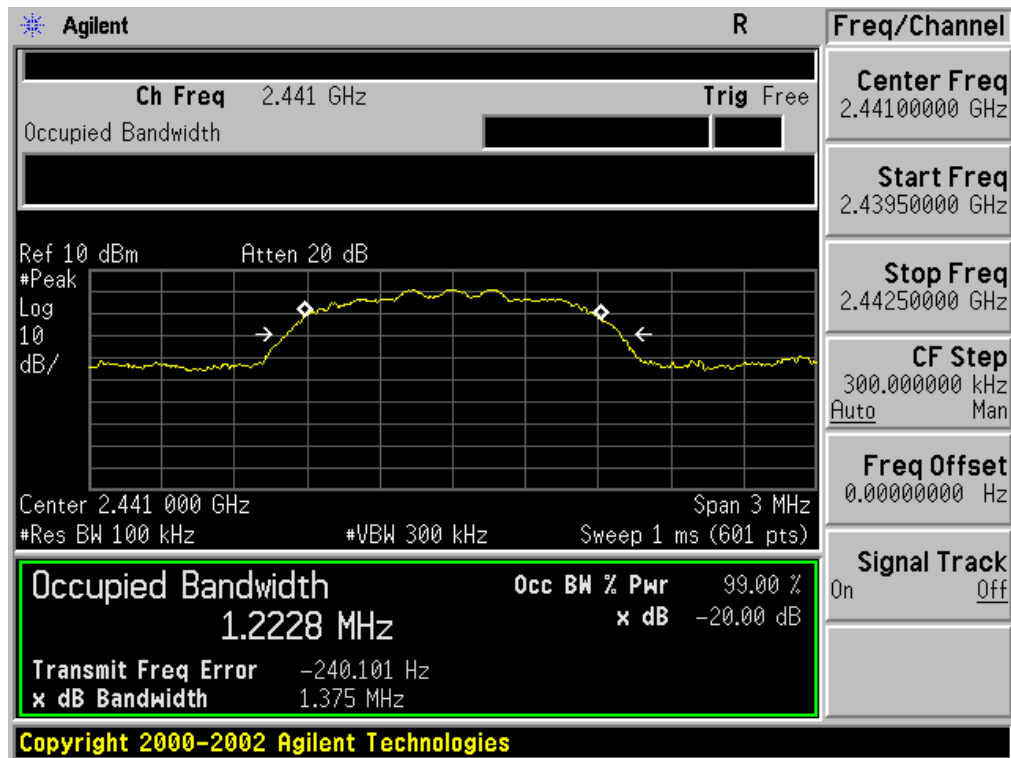 Agilent R Freq/Channel
Ch Freq 2.441 GHz Trig Free
Occupied Bandwidth
Center Freq
2.44100000 GHz
Start Freq
2.43950000 GHz
Stop Freq
2.44250000 GHz
CF Step
300.000000 kHz
Auto Man
Freq Offset
0.00000000 Hz
Signal Track
On Off
Ref 10 dBm Atten 20 dB
#Peak
Log
10
dB/
Center 2.441 000 GHz Span 3 MHz
#Res BW 100 kHz #VBW 300 kHz Sweep 1 ms (601 pts)
Occupied Bandwidth Occ BW % Pwr 99.00 %
1.2228 MHz x dB -20.00 dB
Transmit Freq Error -240.101 Hz
x dB Bandwidth 1.375 MHz
Copyright 2000-2002 Agilent Technologies